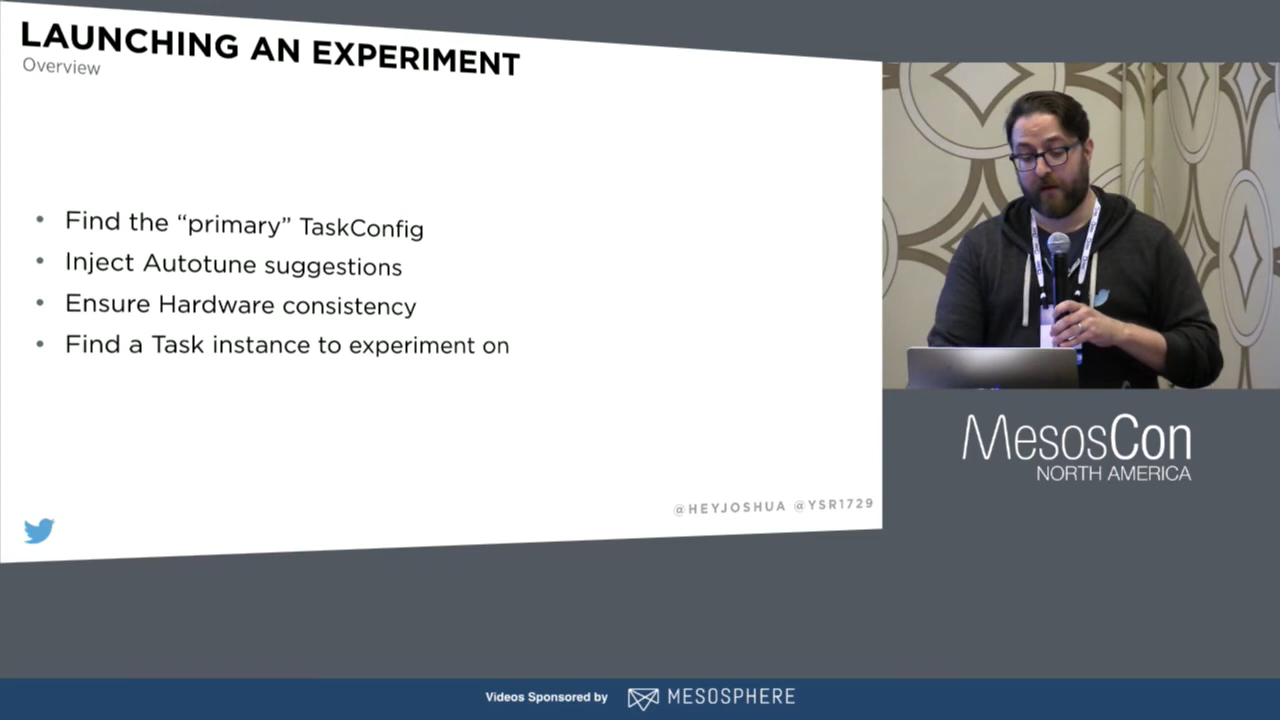 LAUNCHING AN EXPERIMENT
Overview
• Find the “primary” TaskConfig
• Inject Autotune suggestions
• Ensure Hardware consistency
• Find a Task instance to experiment on
@HEYJOSHUA @YSR1729
MesosCon
NORTH AMERICA
Videos Sponsored by MESOSPHERE